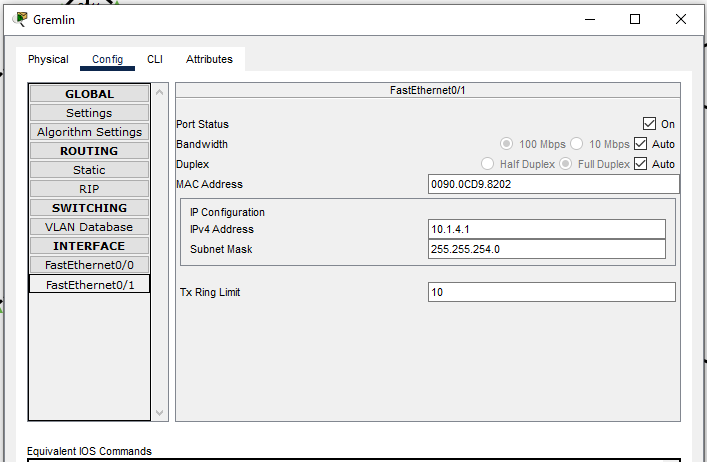 Gremlin
Physical Config CLI Attributes
GLOBAL
Settings
Algorithm Settings
ROUTING
Static
RIP
SWITCHING
VLAN Database
INTERFACE
FastEthernet0/0
FastEthernet0/1
FastEthernet0/1
Port Status On
Bandwidth 100 Mbps 10 Mbps Auto
Duplex Half Duplex Full Duplex Auto
MAC Address 0090.0CD9.8202
IP Configuration
IPv4 Address 10.1.4.1
Subnet Mask 255.255.254.0
Tx Ring Limit 10
Equivalent IOS Commands